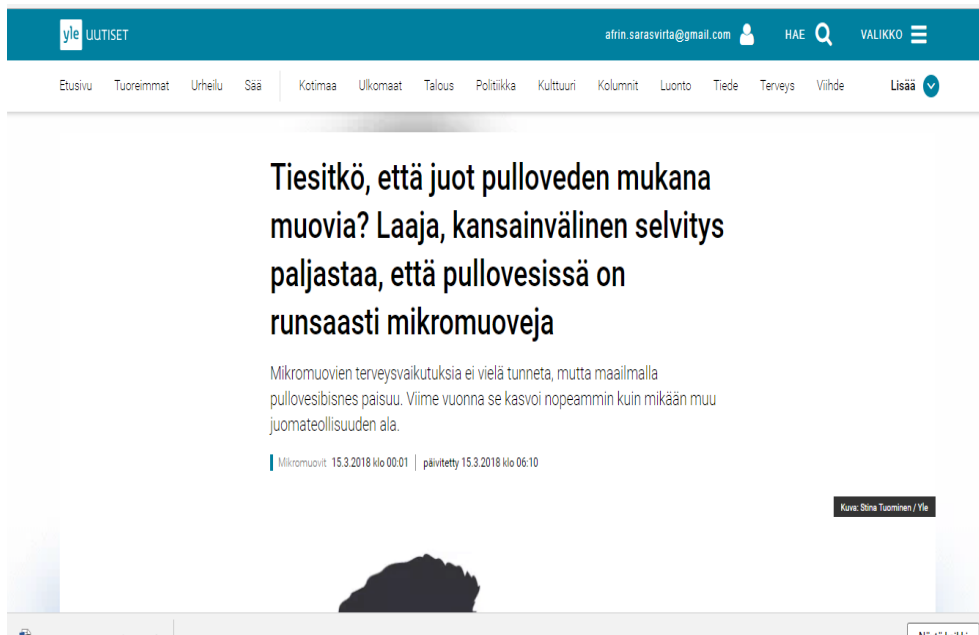 yle UUTISET
afrin.sarasvirta@gmail.com HAE VALIKKO
Etusivu Tuoreimmat Urheilu Sää Kotimaa Ulkomaat Talous Politiikka Kulttuuri Kolumnit Luonto Tiede Terveys Viihde Lisää
Tiesitkö, että juot pulloveden mukana
muovia? Laaja, kansainvälinen selvitys
paljastaa, että pullovesissä on
runsaasti mikromuoveja
Mikromuovien terveysvaikutuksia ei vielä tunneta, mutta maailmalla
pullovesibisnes paisuu. Viime vuonna se kasvoi nopeammin kuin mikään muu
juomateollisuuden ala.
Mikromuovit 15.3.2018 klo 00:01 päivitetty 15.3.2018 klo 06:10
Kuva: Stina Tuominen / Yle